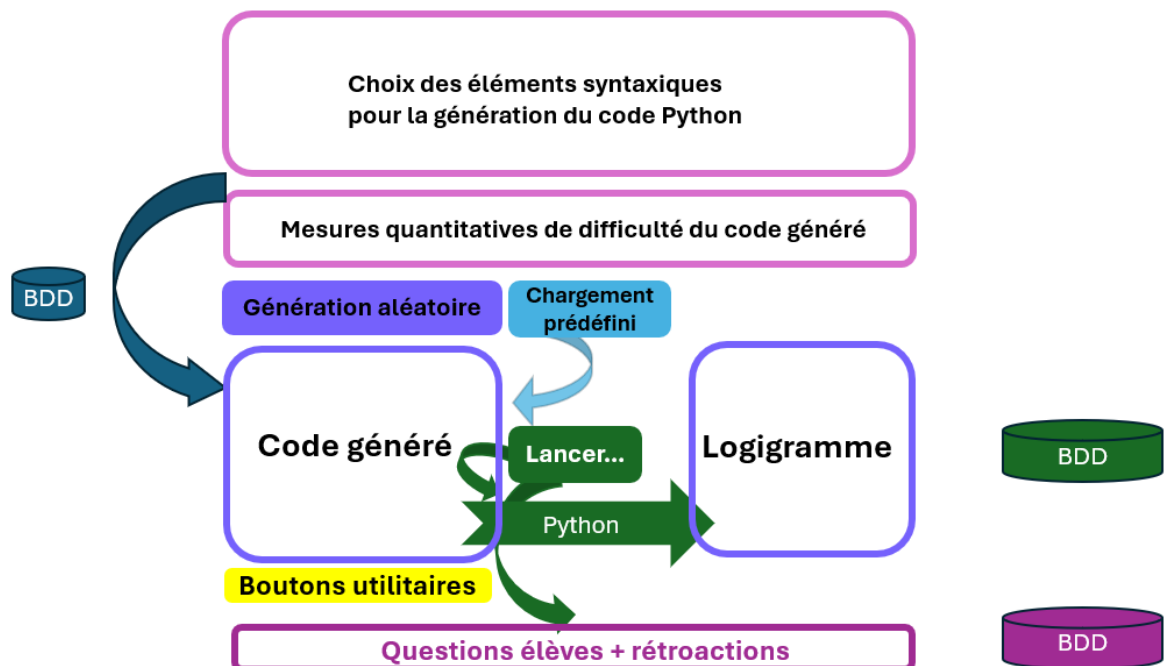 Choix des éléments syntaxiques
pour la génération du code Python
Mesures quantitatives de difficulté du code généré
BDD
Génération aléatoire
Chargement
prédéfini
Code généré
Lancer...
Logigramme
BDD
Python
Boutons utilitaires
Questions élèves + rétroactions
BDD